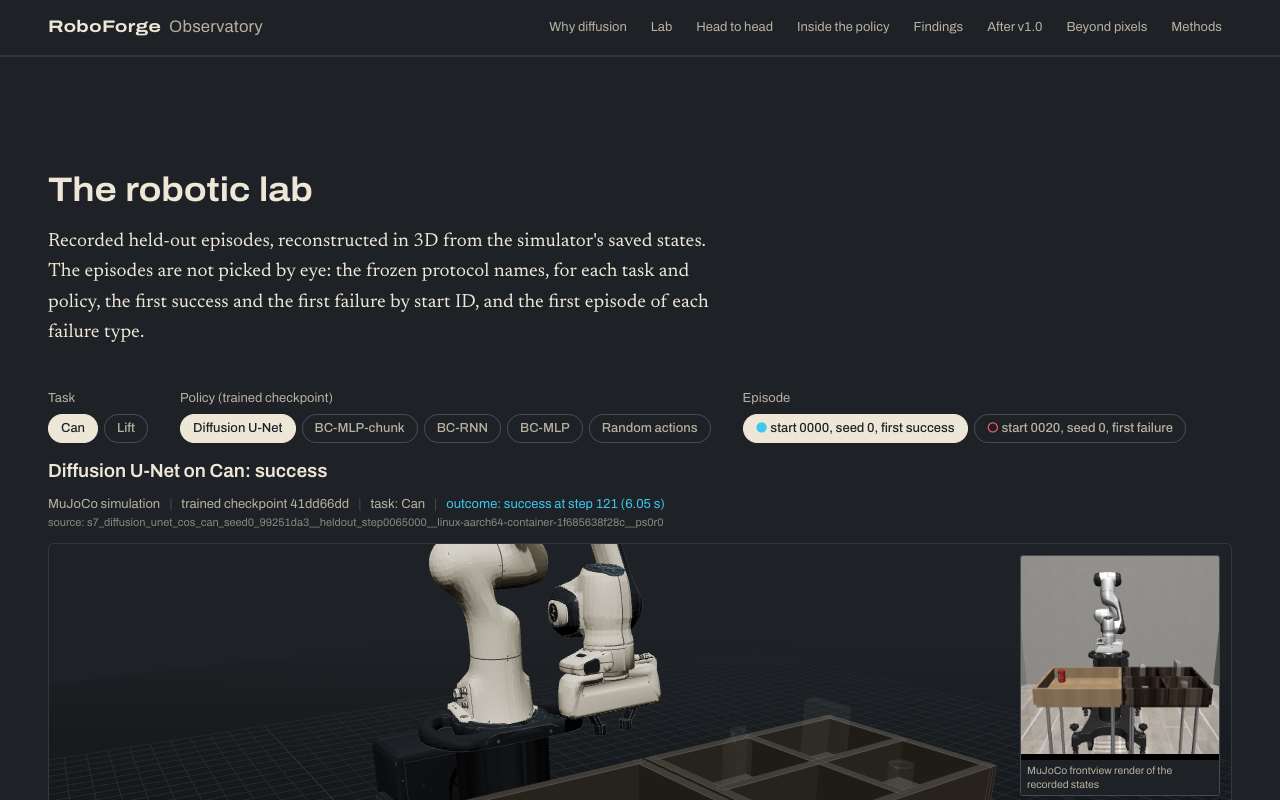 RoboForge Observatory
Why diffusion
Lab
Head to head
Inside the policy
Findings
After v1.0
Beyond pixels
Methods
The robotic lab
Recorded held-out episodes, reconstructed in 3D from the simulator's saved states.
The episodes are not picked by eye: the frozen protocol names, for each task and
policy, the first success and the first failure by start ID, and the first episode of each
failure type.
Task
Can
Lift
Policy (trained checkpoint)
Diffusion U-Net
BC-MLP-chunk
BC-RNN
BC-MLP
Random actions
Episode
start 0000, seed 0, first success
start 0020, seed 0, first failure
Diffusion U-Net on Can: success
MuJoCo simulation | trained checkpoint 41dd66dd | task: Can | outcome: success at step 121 (6.05 s)
source: s7_diffusion_unet_cos_can_seed0_99251da3__heldout_step0065000__linux-aarch64-container-1f685638f28c__ps0r0
MuJoCo frontview render of the
recorded states